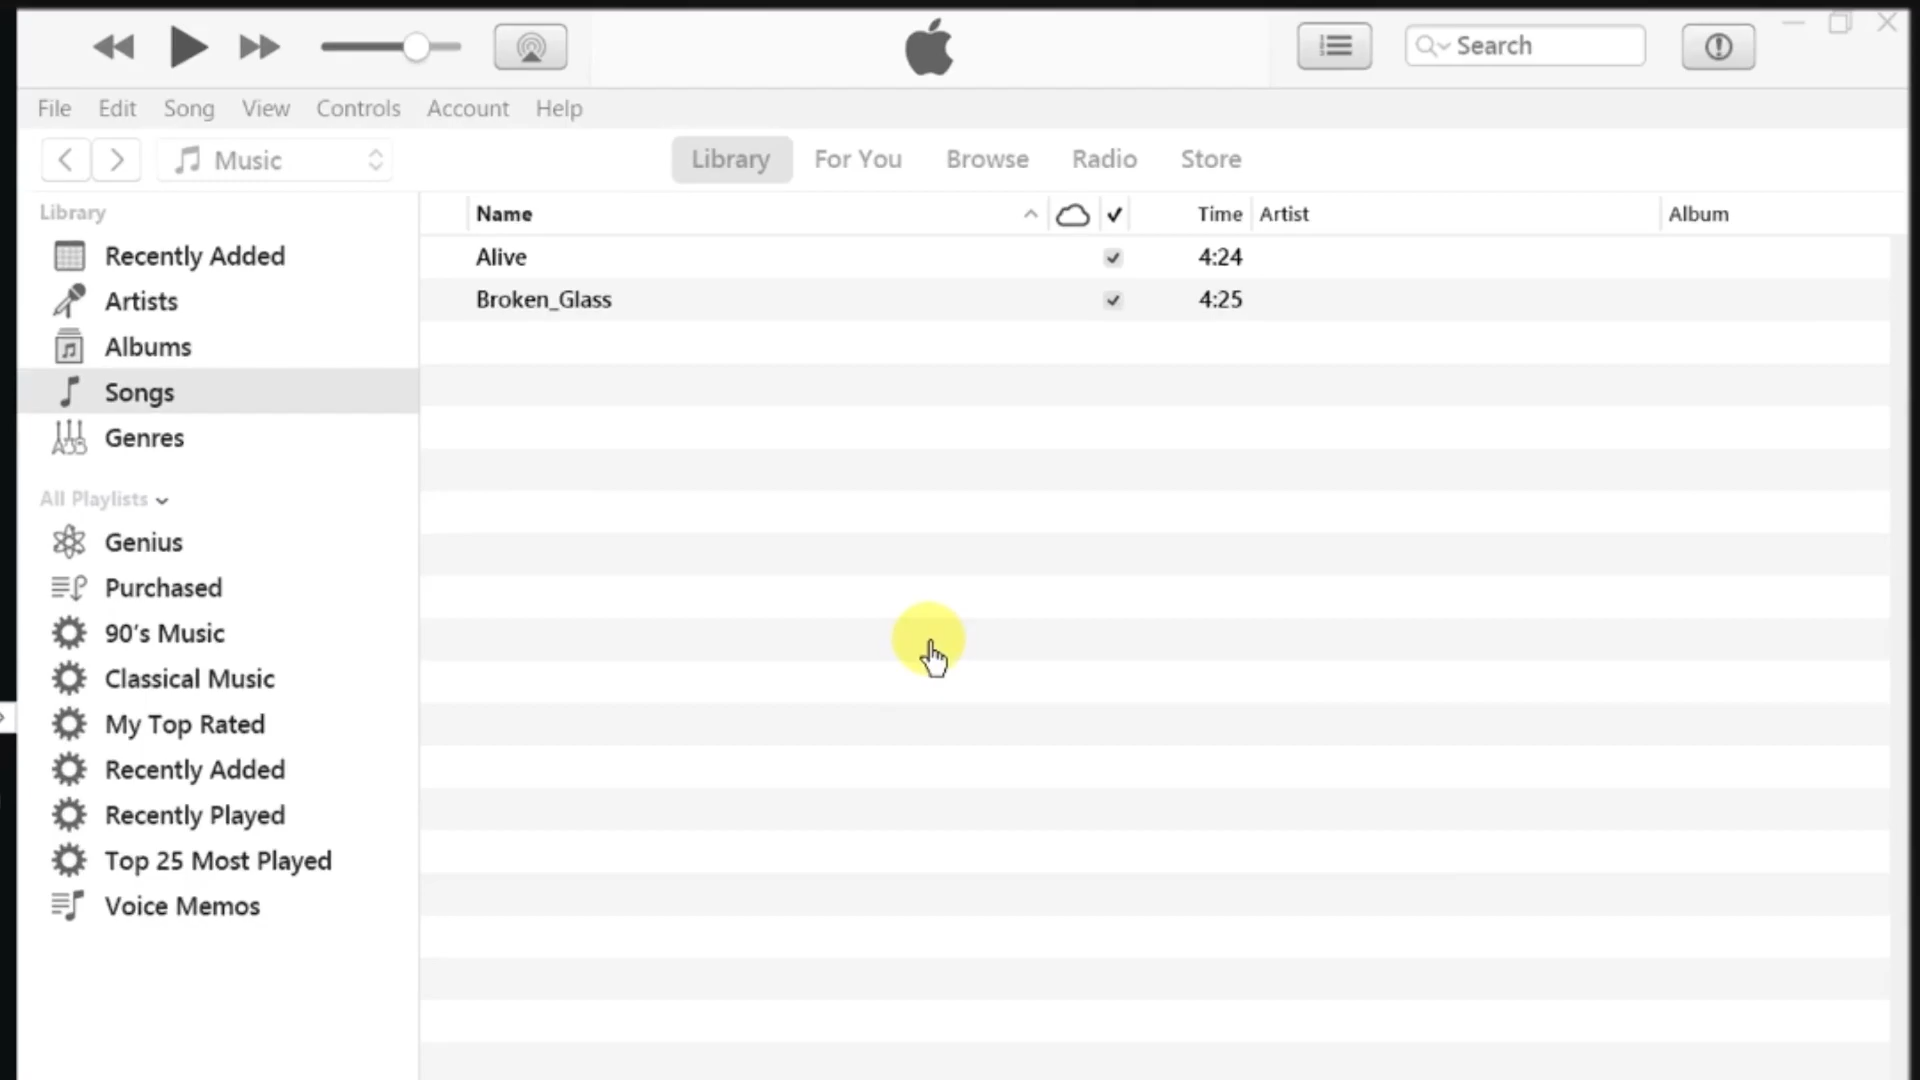 Search
File Edit Song View Controls Account Help
Music Library For You Browse Radio Store
Library
Recently Added
Artists
Albums
Songs
Genres
All Playlists
Genius
Purchased
90's Music
Classical Music
My Top Rated
Recently Added
Recently Played
Top 25 Most Played
Voice Memos
Name Time Artist Album
Alive 4:24
Broken_Glass 4:25